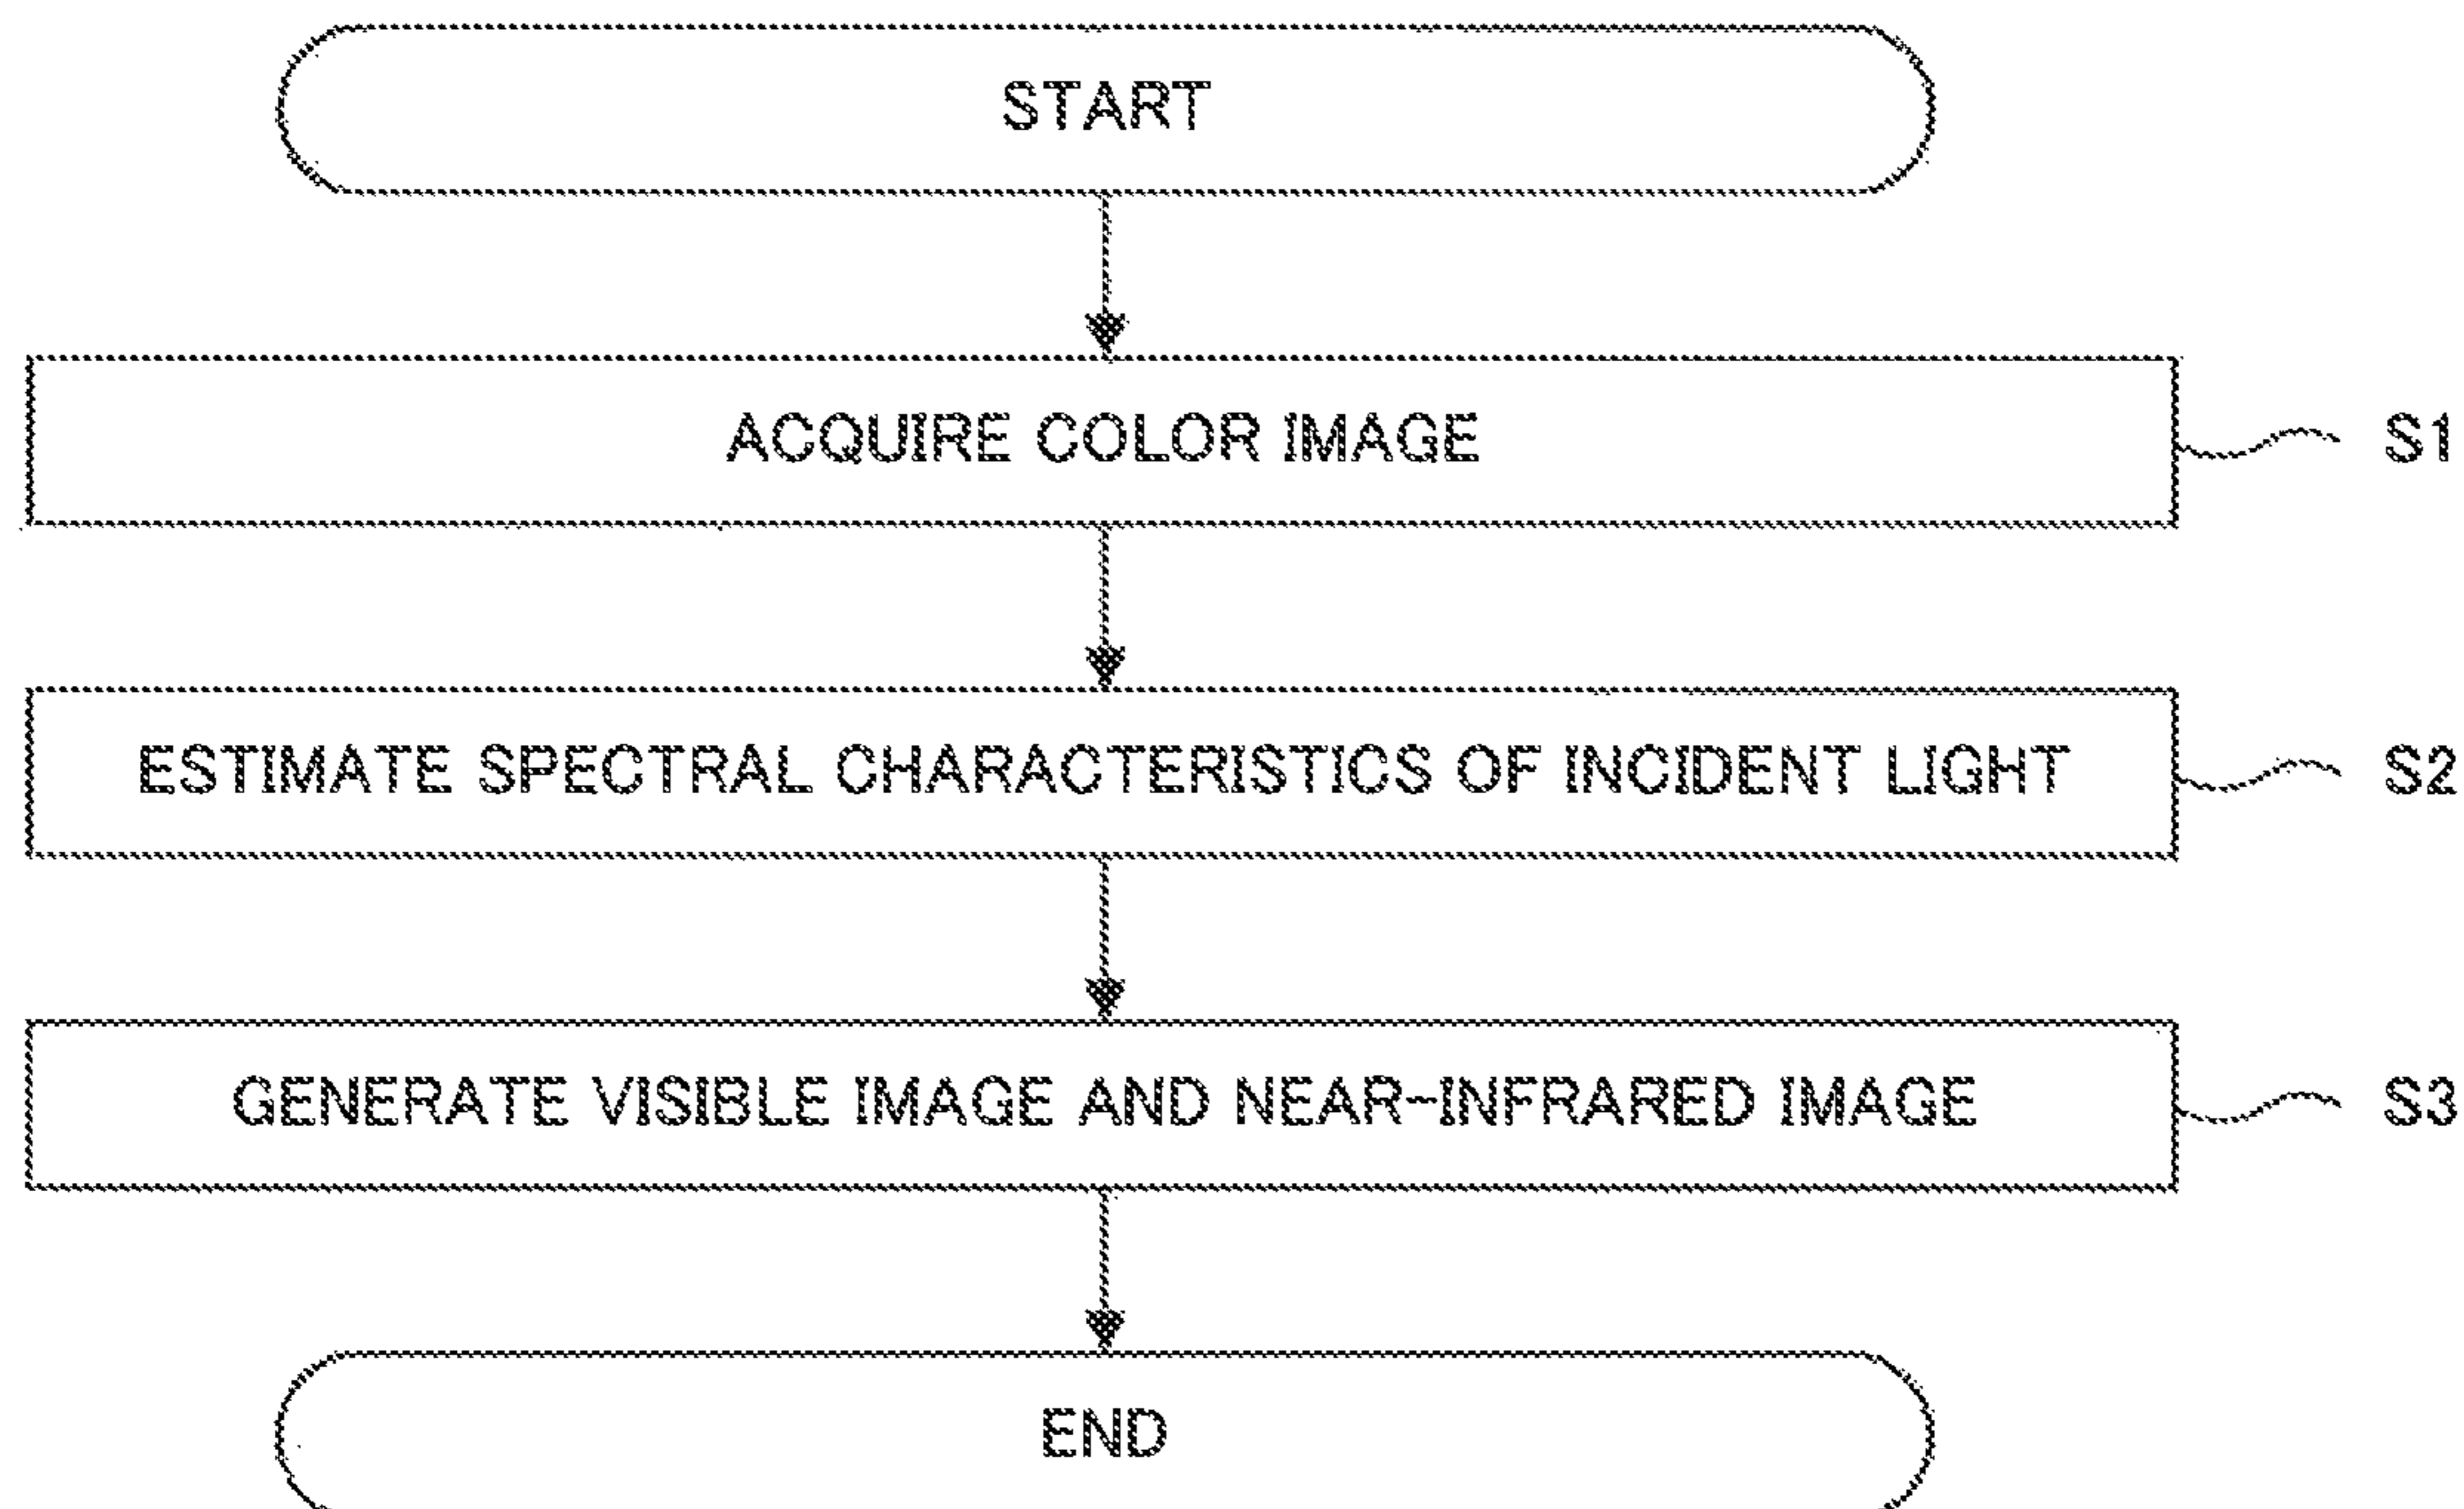 START
ACQUIRE COLOR IMAGE
S1
ESTIMATE SPECTRAL CHARACTERISTICS OF INCIDENT LIGHT
S2
GENERATE VISIBLE IMAGE AND NEAR-INFRARED IMAGE
S3
END